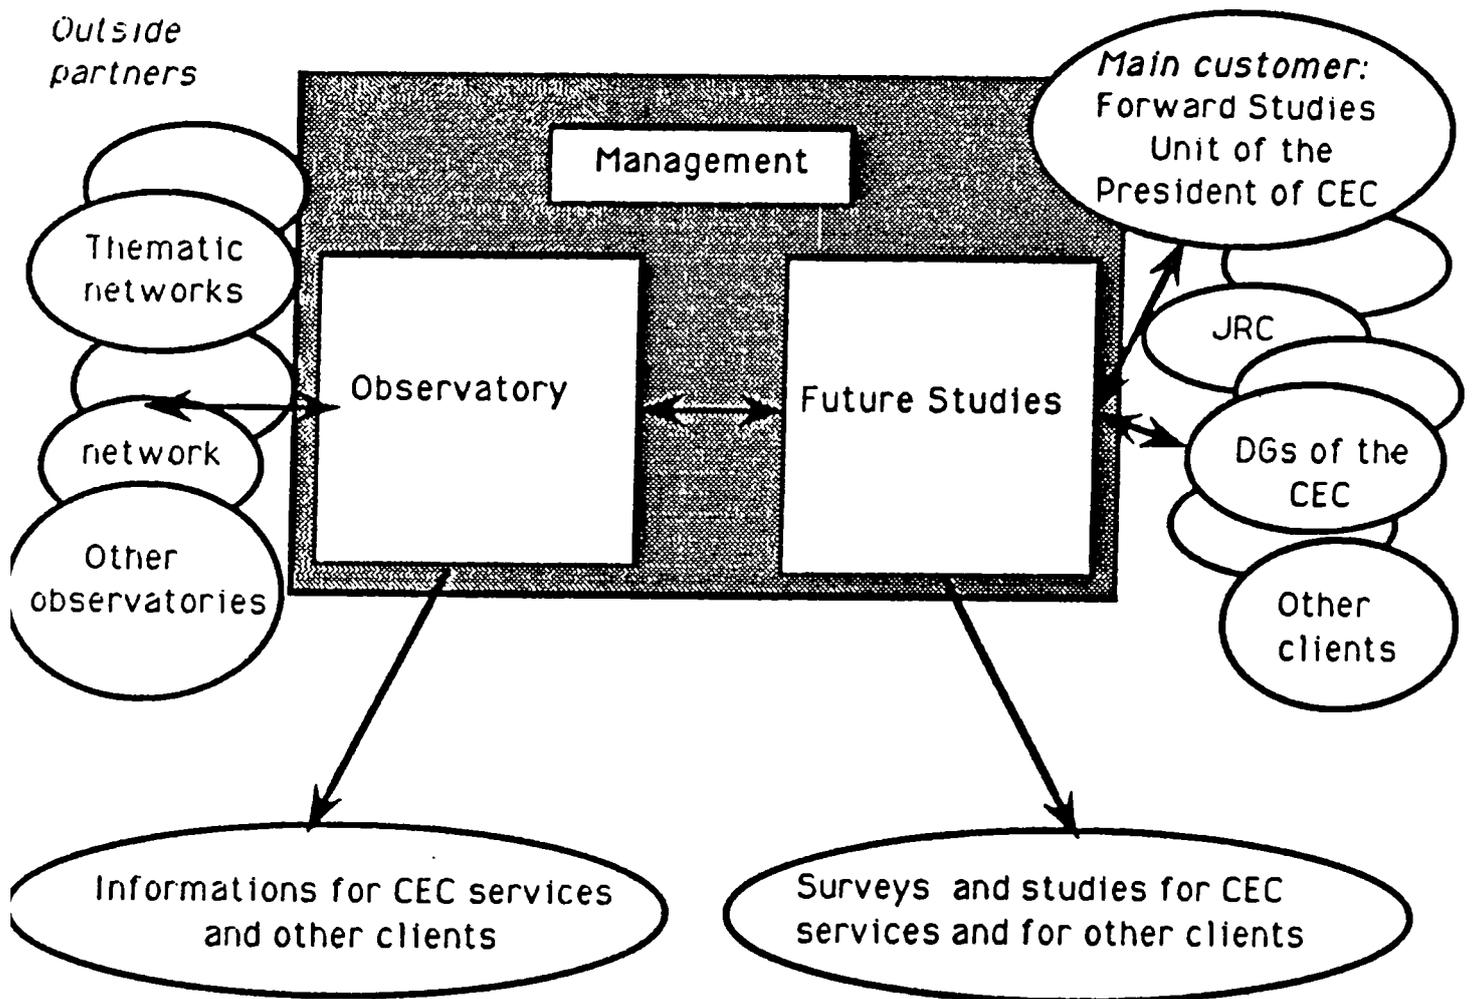 Outside
partners
Main customer:
Forward Studies
Unit of the
President of CEC
Management
Thematic
networks
JRC
Observatory
Future Studies
network
DGs of the
CEC
Other
observatories
Other
clients
Informations for CEC services
and other clients
Surveys and studies for CEC
services and for other clients